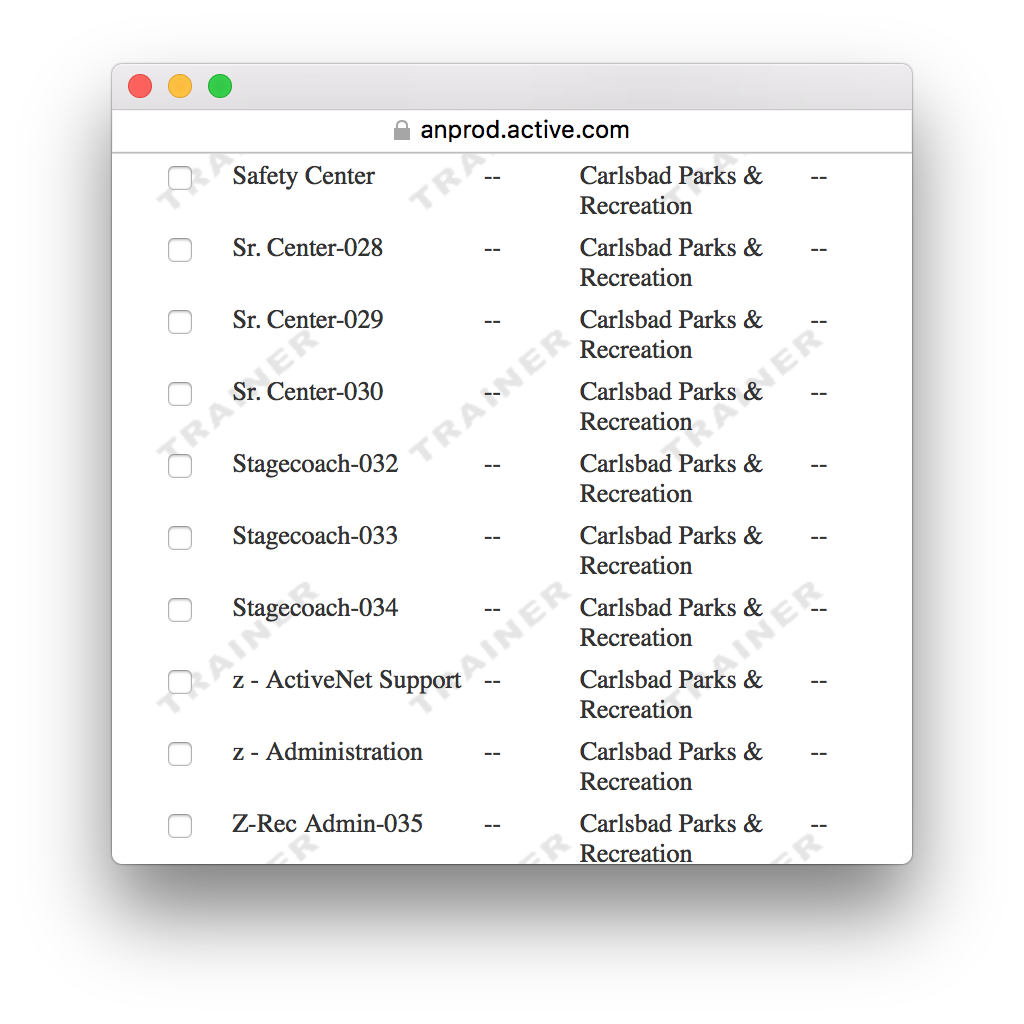 anprod.active.com
Safety Center -- Carlsbad Parks & --
Recreation
Sr. Center-028 -- Carlsbad Parks & --
Recreation
Sr. Center-029 -- Carlsbad Parks & --
Recreation
TRAINER TRAINER TRAINER
Sr. Center-030 -- Carlsbad Parks & --
Recreation
Stagecoach-032 -- Carlsbad Parks & --
Recreation
Stagecoach-033 -- Carlsbad Parks & --
Recreation
Stagecoach-034 -- Carlsbad Parks & --
Recreation
TRAINER TRAINER TRAINER
z - ActiveNet Support -- Carlsbad Parks & --
Recreation
z - Administration -- Carlsbad Parks & --
Recreation
Z-Rec Admin-035 -- Carlsbad Parks & --
Recreation